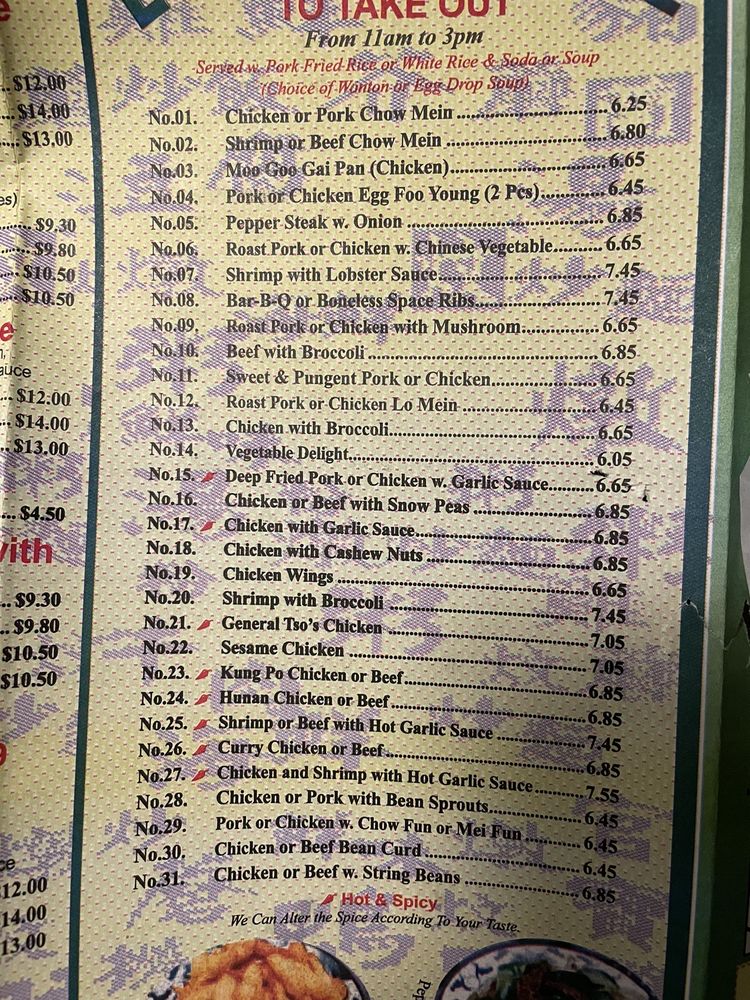 TO TAKE OUT
From 11am to 3pm
Served w. Pork Fried Rice or White Rice & Soda or Soup
(Choice of Wonton or Egg Drop Soup)
No.01. Chicken or Pork Chow Mein 6.25
No.02. Shrimp or Beef Chow Mein 6.80
No.03. Moo Goo Gai Pan (Chicken) 6.65
No.04. Pork or Chicken Egg Foo Young (2 Pcs) 6.45
No.05. Pepper Steak w. Onion 6.85
No.06. Roast Pork or Chicken w. Chinese Vegetable 6.65
No.07. Shrimp with Lobster Sauce 7.45
No.08. Bar-B-Q or Boneless Space Ribs 7.45
No.09. Roast Pork or Chicken with Mushroom 6.65
No.10. Beef with Broccoli 6.85
No.11. Sweet & Pungent Pork or Chicken 6.65
No.12. Roast Pork or Chicken Lo Mein 6.45
No.13. Chicken with Broccoli 6.65
No.14. Vegetable Delight 6.05
No.15. Deep Fried Pork or Chicken w. Garlic Sauce 6.65
No.16. Chicken or Beef with Snow Peas 6.85
No.17. Chicken with Garlic Sauce 6.85
No.18. Chicken with Cashew Nuts 6.85
No.19. Chicken Wings 6.65
No.20. Shrimp with Broccoli 7.45
No.21. General Tso's Chicken 7.05
No.22. Sesame Chicken 7.05
No.23. Kung Po Chicken or Beef 6.85
No.24. Hunan Chicken or Beef 6.85
No.25. Shrimp or Beef with Hot Garlic Sauce 7.45
No.26. Curry Chicken or Beef 6.85
No.27. Chicken and Shrimp with Hot Garlic Sauce 7.55
No.28. Chicken or Pork with Bean Sprouts 6.45
No.29. Pork or Chicken w. Chow Fun or Mei Fun 6.45
No.30. Chicken or Beef Bean Curd 6.45
No.31. Chicken or Beef w. String Beans 6.85
Hot & Spicy
We Can Alter the Spice According To Your Taste.
$12.00
$14.00
$13.00
$9.30
$9.80
$10.50
$10.50
$12.00
$14.00
$13.00
$4.50
$9.30
$9.80
$10.50
$10.50
12.00
14.00
13.00